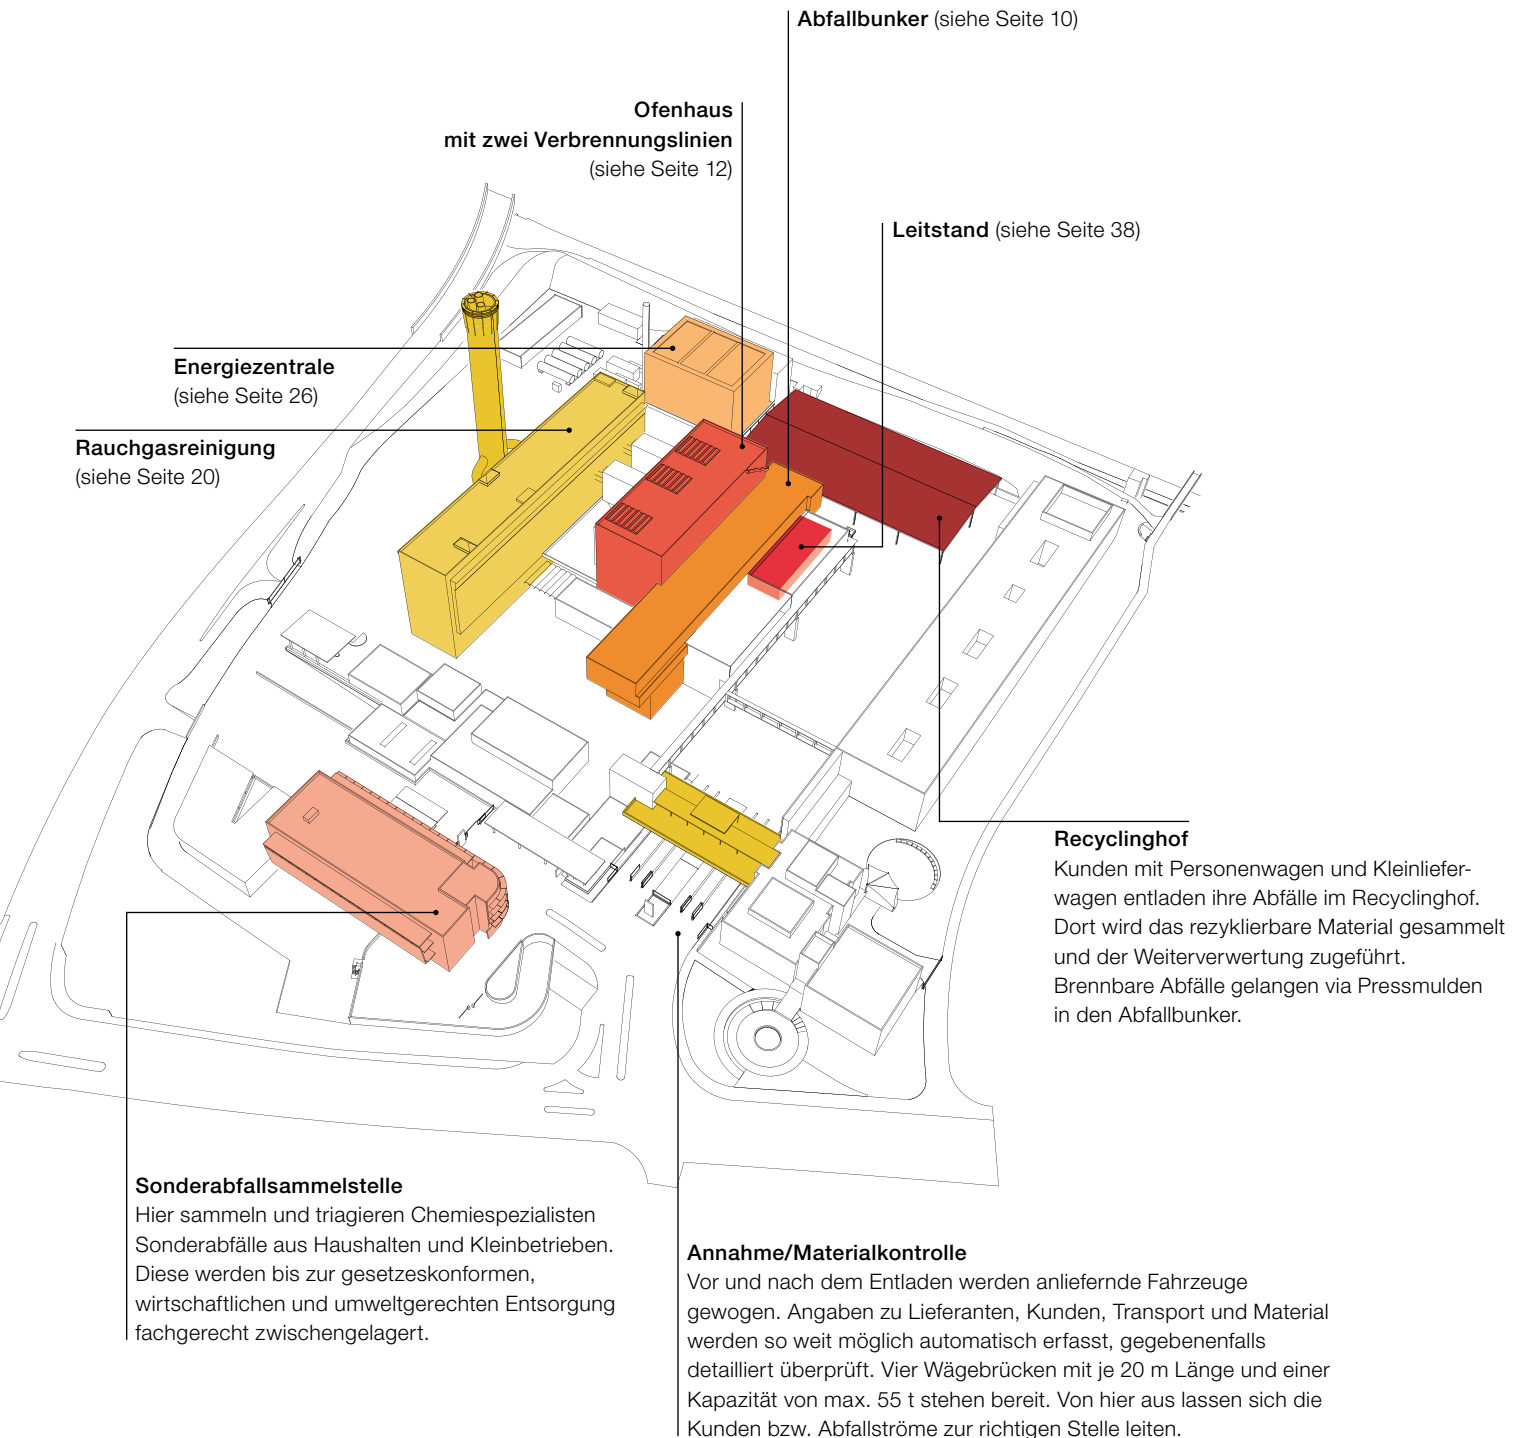 Abfallbunker (siehe Seite 10)
Ofenhaus
mit zwei Verbrennungslinien
(siehe Seite 12)
Leitstand (siehe Seite 38)
Energiezentrale
(siehe Seite 26)
Rauchgasreinigung
(siehe Seite 20)
Recyclinghof
Kunden mit Personenwagen und Kleinliefer-
wagen entladen ihre Abfälle im Recyclinghof.
Dort wird das rezyklierbare Material gesammelt
und der Weiterverwertung zugeführt.
Brennbare Abfälle gelangen via Pressmulden
in den Abfallbunker.
Sonderabfallsammelstelle
Hier sammeln und triagieren Chemiespezialisten
Sonderabfälle aus Haushalten und Kleinbetrieben.
Diese werden bis zur gesetzeskonformen,
wirtschaftlichen und umweltgerechten Entsorgung
fachgerecht zwischengelagert.
Annahme/Materialkontrolle
Vor und nach dem Entladen werden anliefernde Fahrzeuge
gewogen. Angaben zu Lieferanten, Kunden, Transport und Material
werden so weit möglich automatisch erfasst, gegebenenfalls
detailliert überprüft. Vier Wägebrücken mit je 20 m Länge und einer
Kapazität von max. 55 t stehen bereit. Von hier aus lassen sich die
Kunden bzw. Abfallströme zur richtigen Stelle leiten.